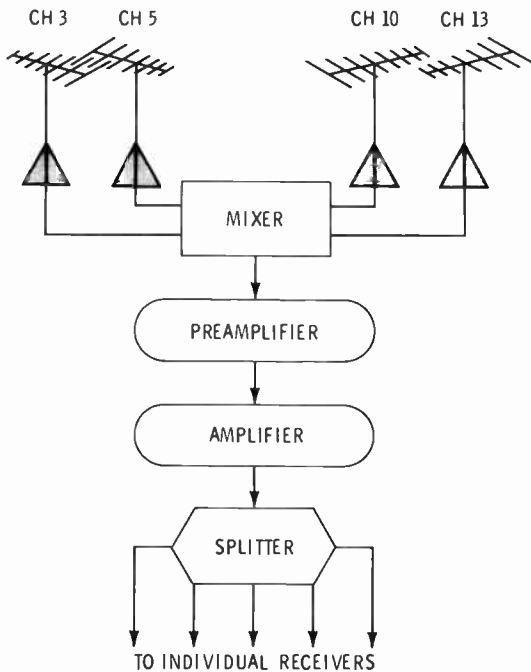 CH 3 CH 5 CH 10 CH 13
MIXER
PREAMPLIFIER
AMPLIFIER
SPLITTER
TO INDIVIDUAL RECEIVERS